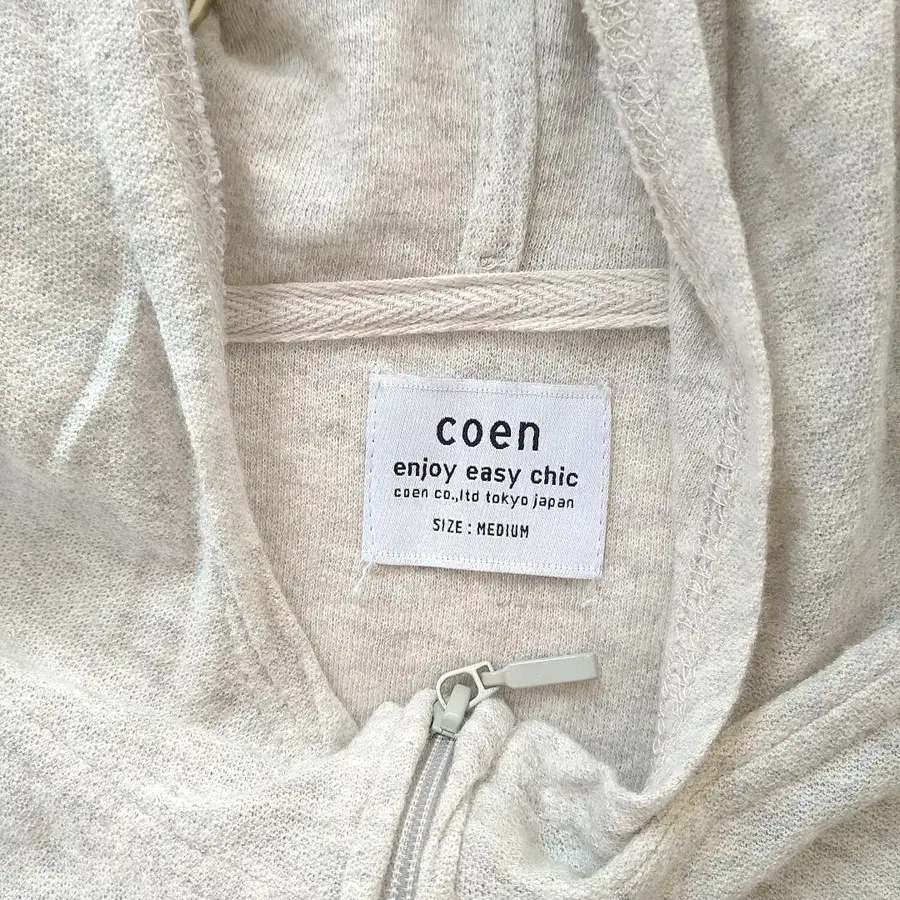 coen
enjoy easy chic
coen co.,ltd tokyo japan
SIZE : MEDIUM